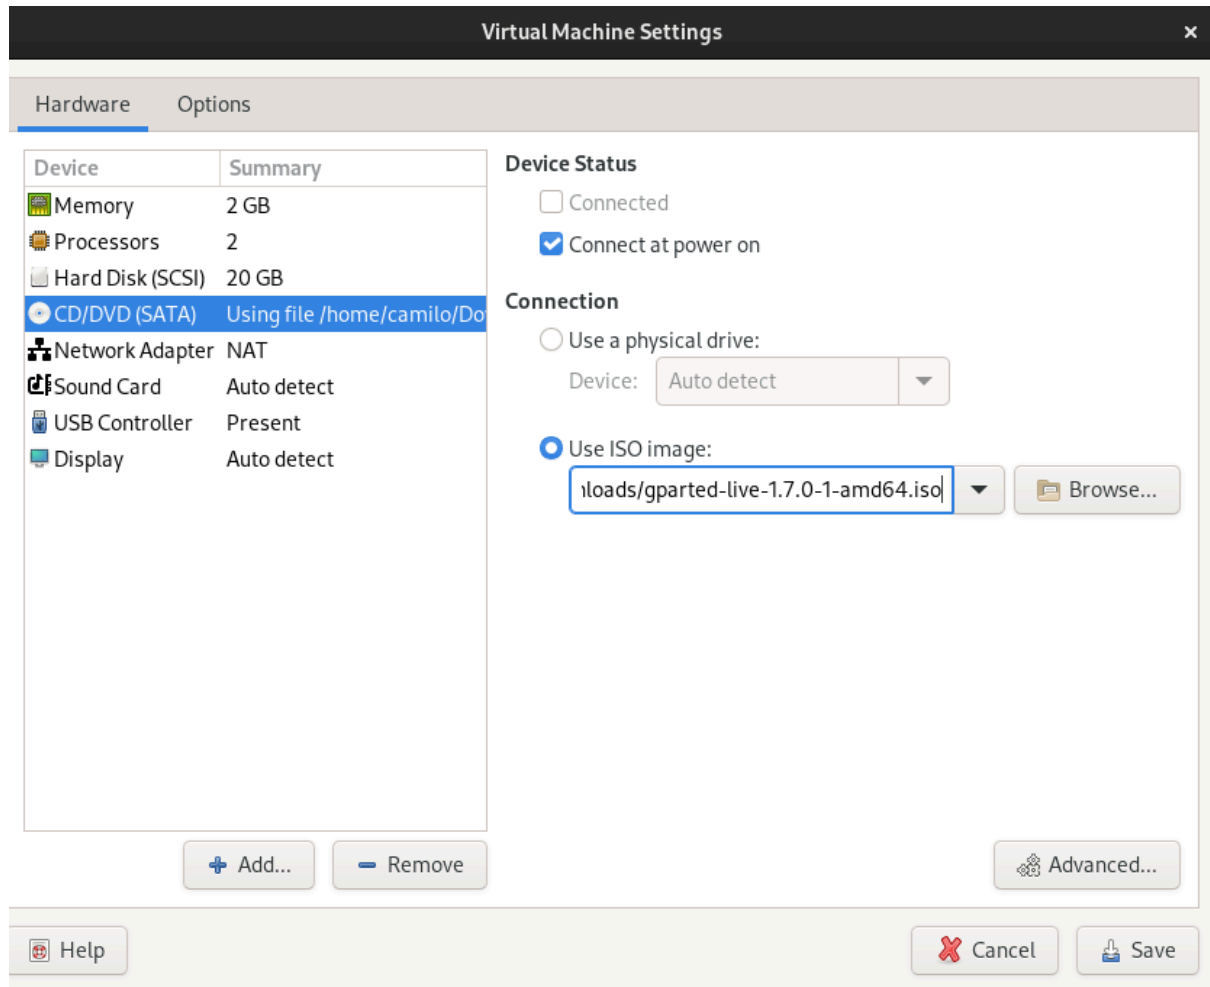 Virtual Machine Settings
Hardware Options
Device Summary
Memory 2 GB
Processors 2
Hard Disk (SCSI) 20 GB
CD/DVD (SATA) Using file /home/camilo/Do
Network Adapter NAT
Sound Card Auto detect
USB Controller Present
Display Auto detect
Add... Remove
Device Status
Connected
Connect at power on
Connection
Use a physical drive:
Device: Auto detect
Use ISO image:
nloads/gparted-live-1.7.0-1-amd64.iso Browse...
Advanced...
Help Cancel Save